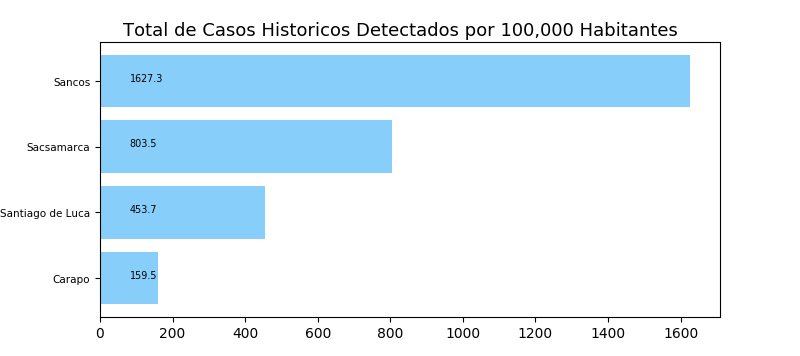 Total de Casos Historicos Detectados por 100,000 Habitantes
Sancos
1627.3
Sacsamarca
803.5
Santiago de Luca
453.7
Carapo
159.5
0 200 400 600 800 1000 1200 1400 1600